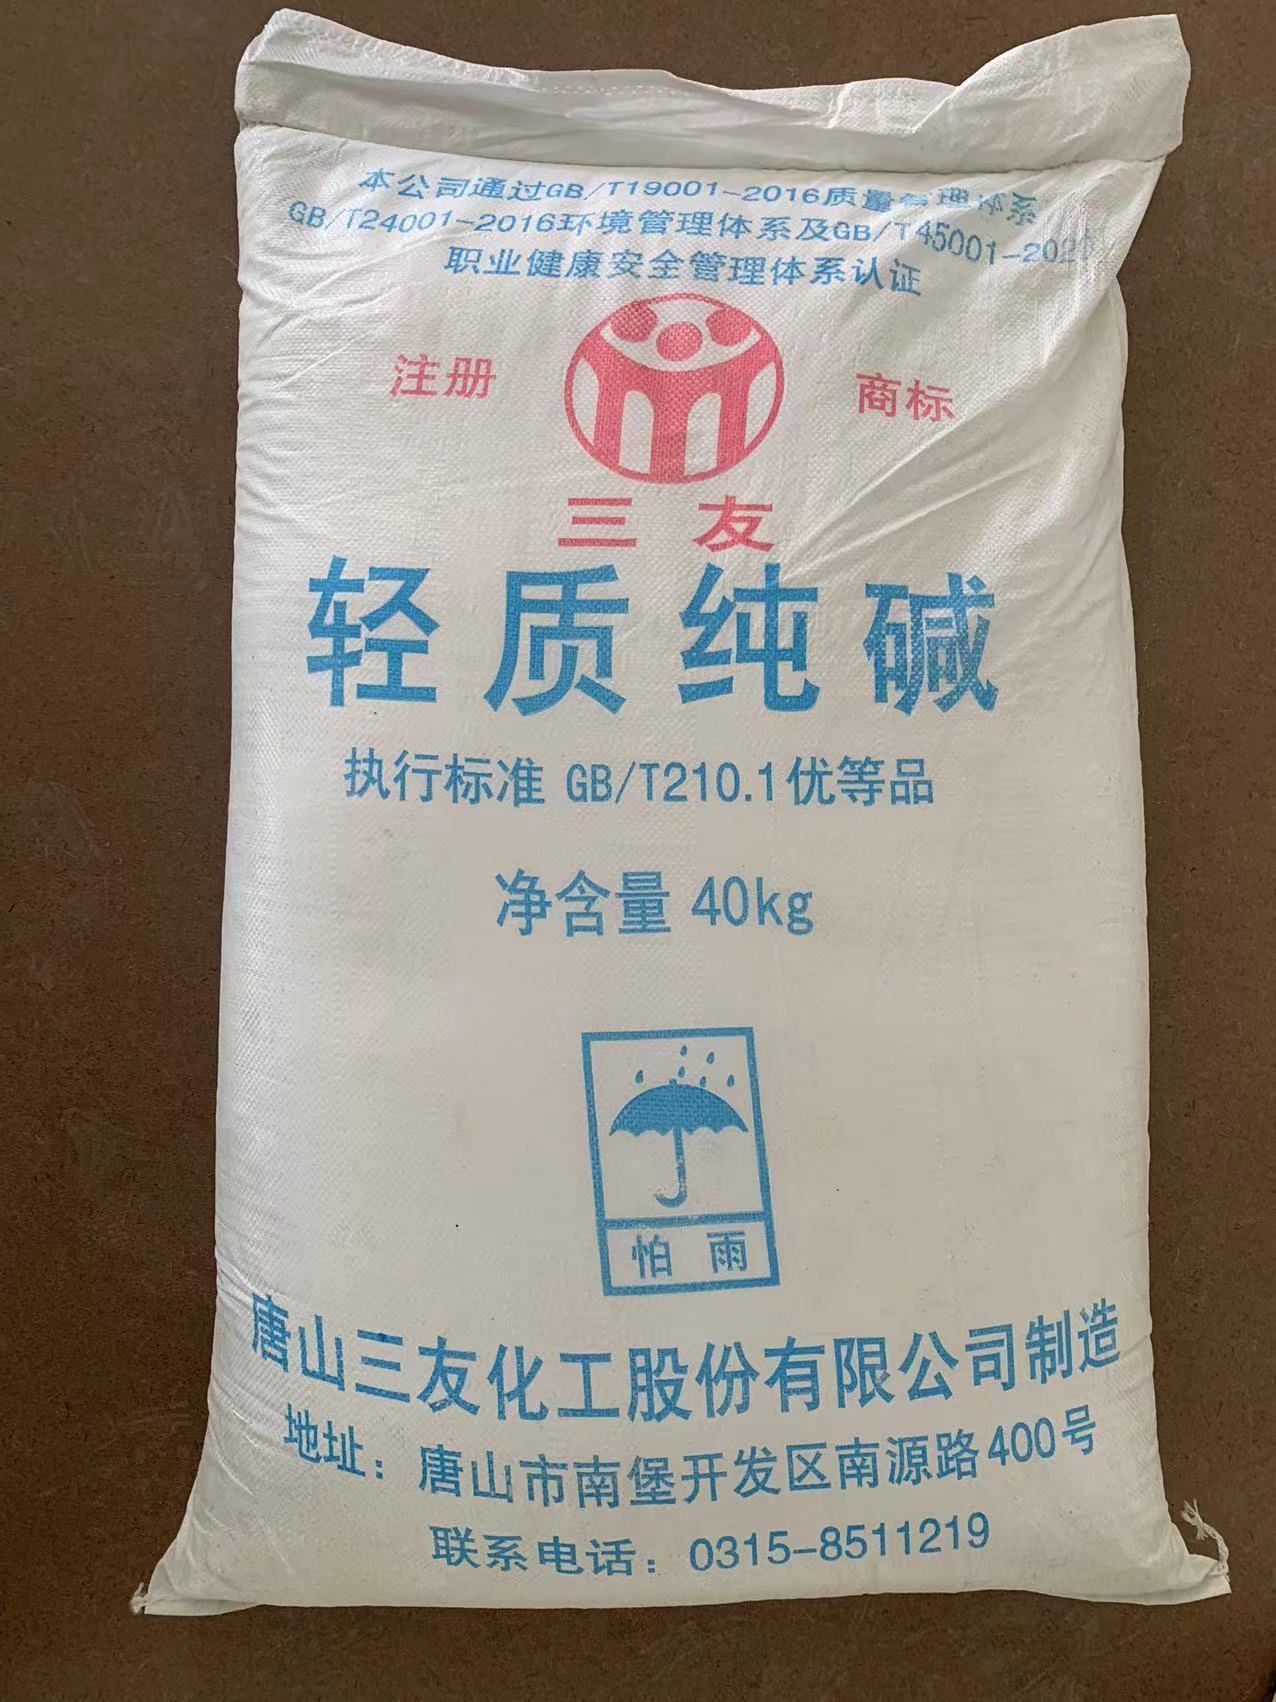 本公司通过GB/T19001-2016质量管理体系
GB/T24001-2016环境管理体系及GB/T45001-202
职业健康安全管理体系认证
注册 商标
三友
轻质纯碱
执行标准 GB/T210.1优等品
净含量 40kg
怕雨
唐山三友化工股份有限公司制造
地址：唐山市南堡开发区南源路400号
联系电话：0315-8511219